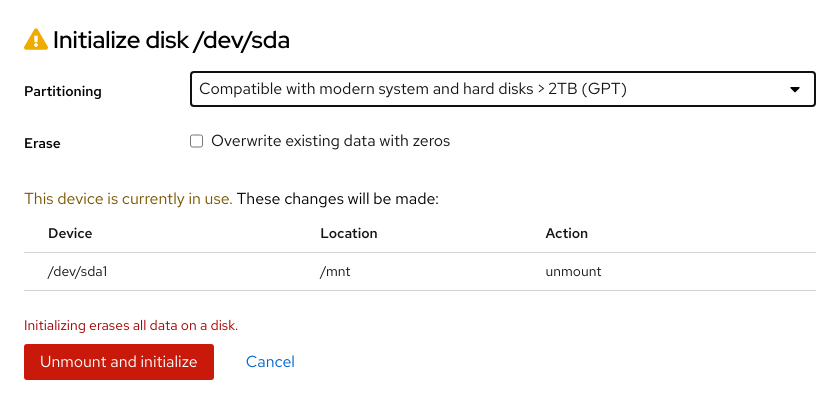 Initialize disk /dev/sda
Partitioning
Compatible with modern system and hard disks > 2TB (GPT)
Erase
Overwrite existing data with zeros
This device is currently in use. These changes will be made:
Device Location Action
/dev/sda1 /mnt unmount
Initializing erases all data on a disk.
Unmount and initialize Cancel